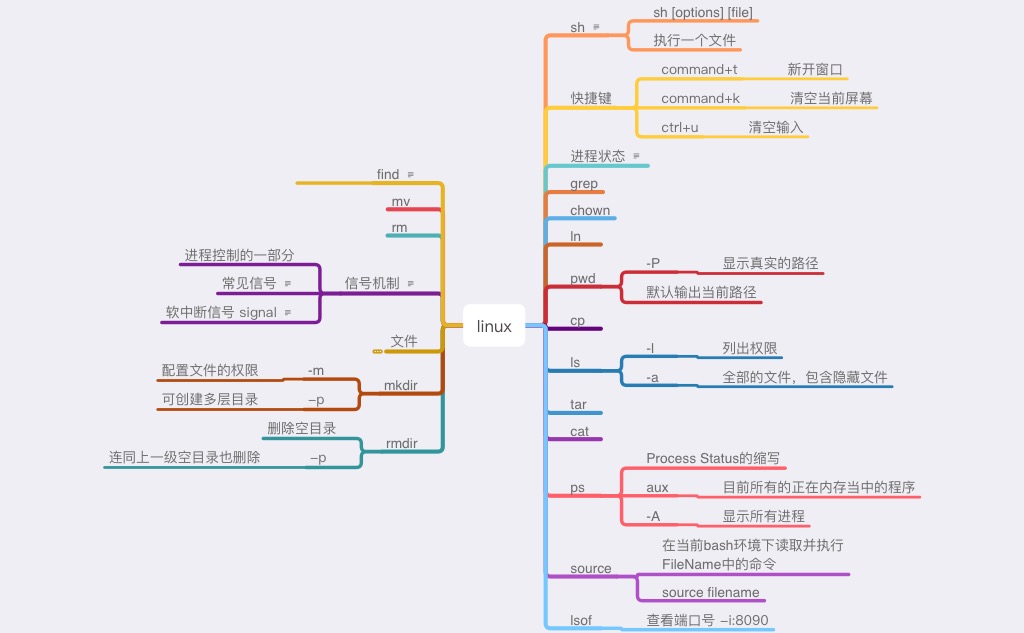 linux
sh
sh [options] [file]
执行一个文件
快捷键
command+t
新开窗口
command+k
清空当前屏幕
ctrl+u
清空输入
进程状态
grep
chown
ln
pwd
-P
显示真实的路径
默认输出当前路径
cp
ls
-l
列出权限
-a
全部的文件，包含隐藏文件
tar
cat
ps
Process Status的缩写
aux
目前所有的正在内存当中的程序
-A
显示所有进程
source
在当前bash环境下读取并执行
FileName中的命令
source filename
lsof
查看端口号 -i:8090
find
mv
rm
信号机制
进程控制的一部分
常见信号
软中断信号 signal
文件
mkdir
-m
配置文件的权限
-p
可创建多层目录
rmdir
删除空目录
-p
连同上一级空目录也删除